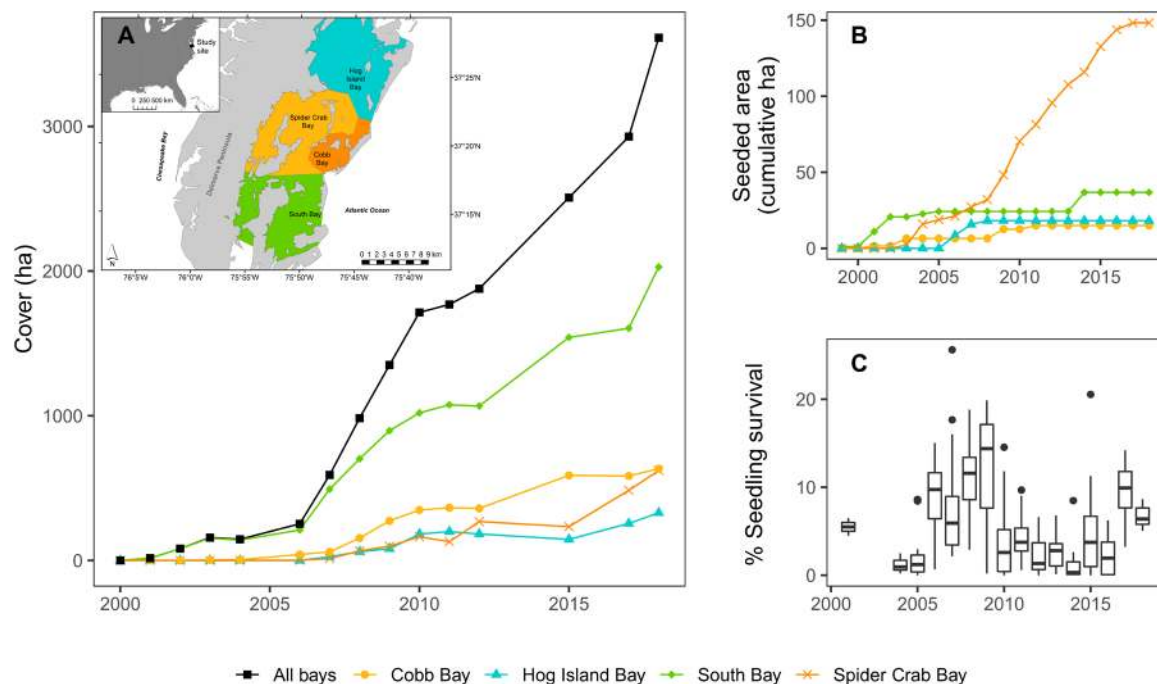 A
Study
site
0 250 500 km
Chesapeake Bay
Delmarva Peninsula
Hog
Island
Bay
Spider Crab
Bay
Cobb
Bay
South Bay
Atlantic Ocean
N
0 1 2 3 4 5 6 7 8 9 km
37°25'N
37°20'N
37°15'N
76°5'W 76°0'W 75°55'W 75°50'W 75°45'W 75°40'W
Cover (ha)
3000
2000
1000
0
2000 2005 2010 2015
B
Seeded area
(cumulative ha)
150
100
50
0
2000 2005 2010 2015
C
% Seedling survival
20
10
0
2000 2005 2010 2015
All bays Cobb Bay Hog Island Bay South Bay Spider Crab Bay